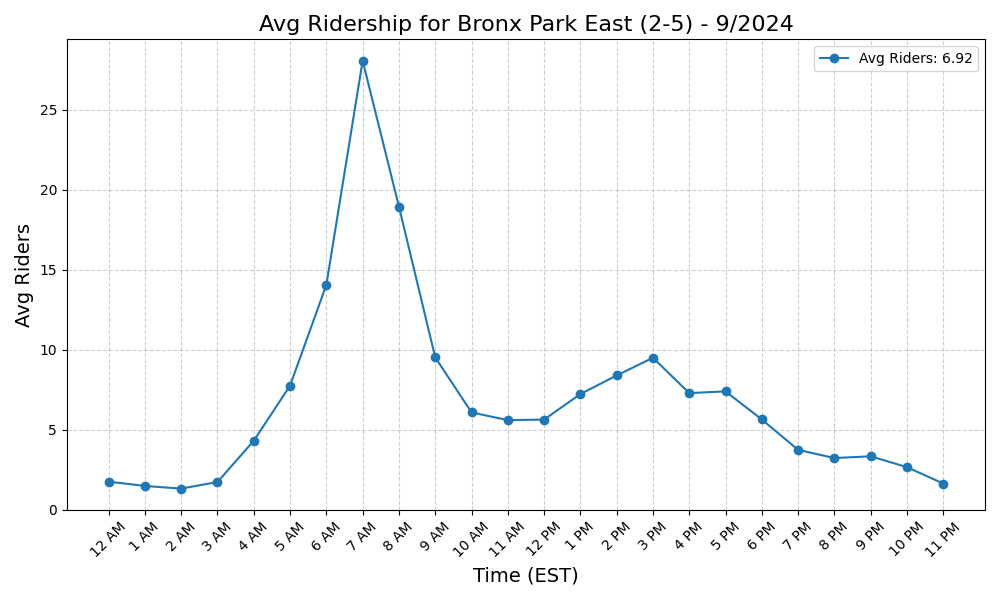 Avg Ridership for Bronx Park East (2-5) - 9/2024
Avg Riders: 6.92
Avg Riders
25
20
15
10
5
0
12 AM
1 AM
2 AM
3 AM
4 AM
5 AM
6 AM
7 AM
8 AM
9 AM
10 AM
11 AM
12 PM
1 PM
2 PM
3 PM
4 PM
5 PM
6 PM
7 PM
8 PM
9 PM
10 PM
11 PM
Time (EST)